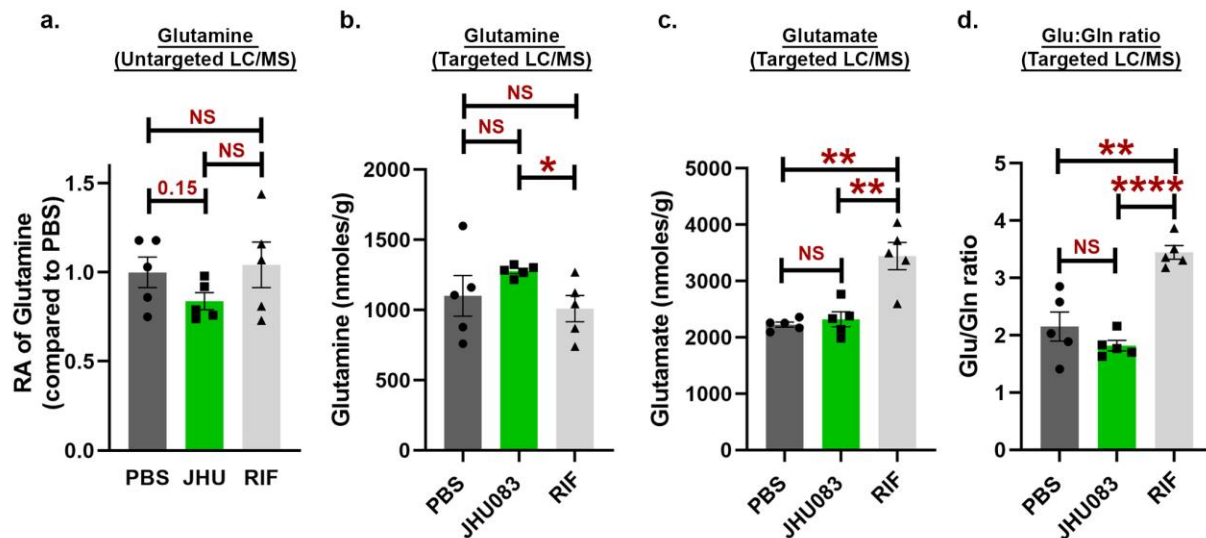 a.
Glutamine
(Untargeted LC/MS)
NS
NS
0.15
1.5
1.0
0.5
0.0
RA of Glutamine
(compared to PBS)
PBS JHU RIF
b.
Glutamine
(Targeted LC/MS)
NS
NS
*
2000
1500
1000
500
0
Glutamine (nmoles/g)
PBS
JHU083
RIF
c.
Glutamate
(Targeted LC/MS)
**
**
NS
5000
4000
3000
2000
1000
0
Glutamate (nmoles/g)
PBS
JHU083
RIF
d.
Glu:Gln ratio
(Targeted LC/MS)
**
****
NS
5
4
3
2
1
0
Glu/Gln ratio
PBS
JHU083
RIF